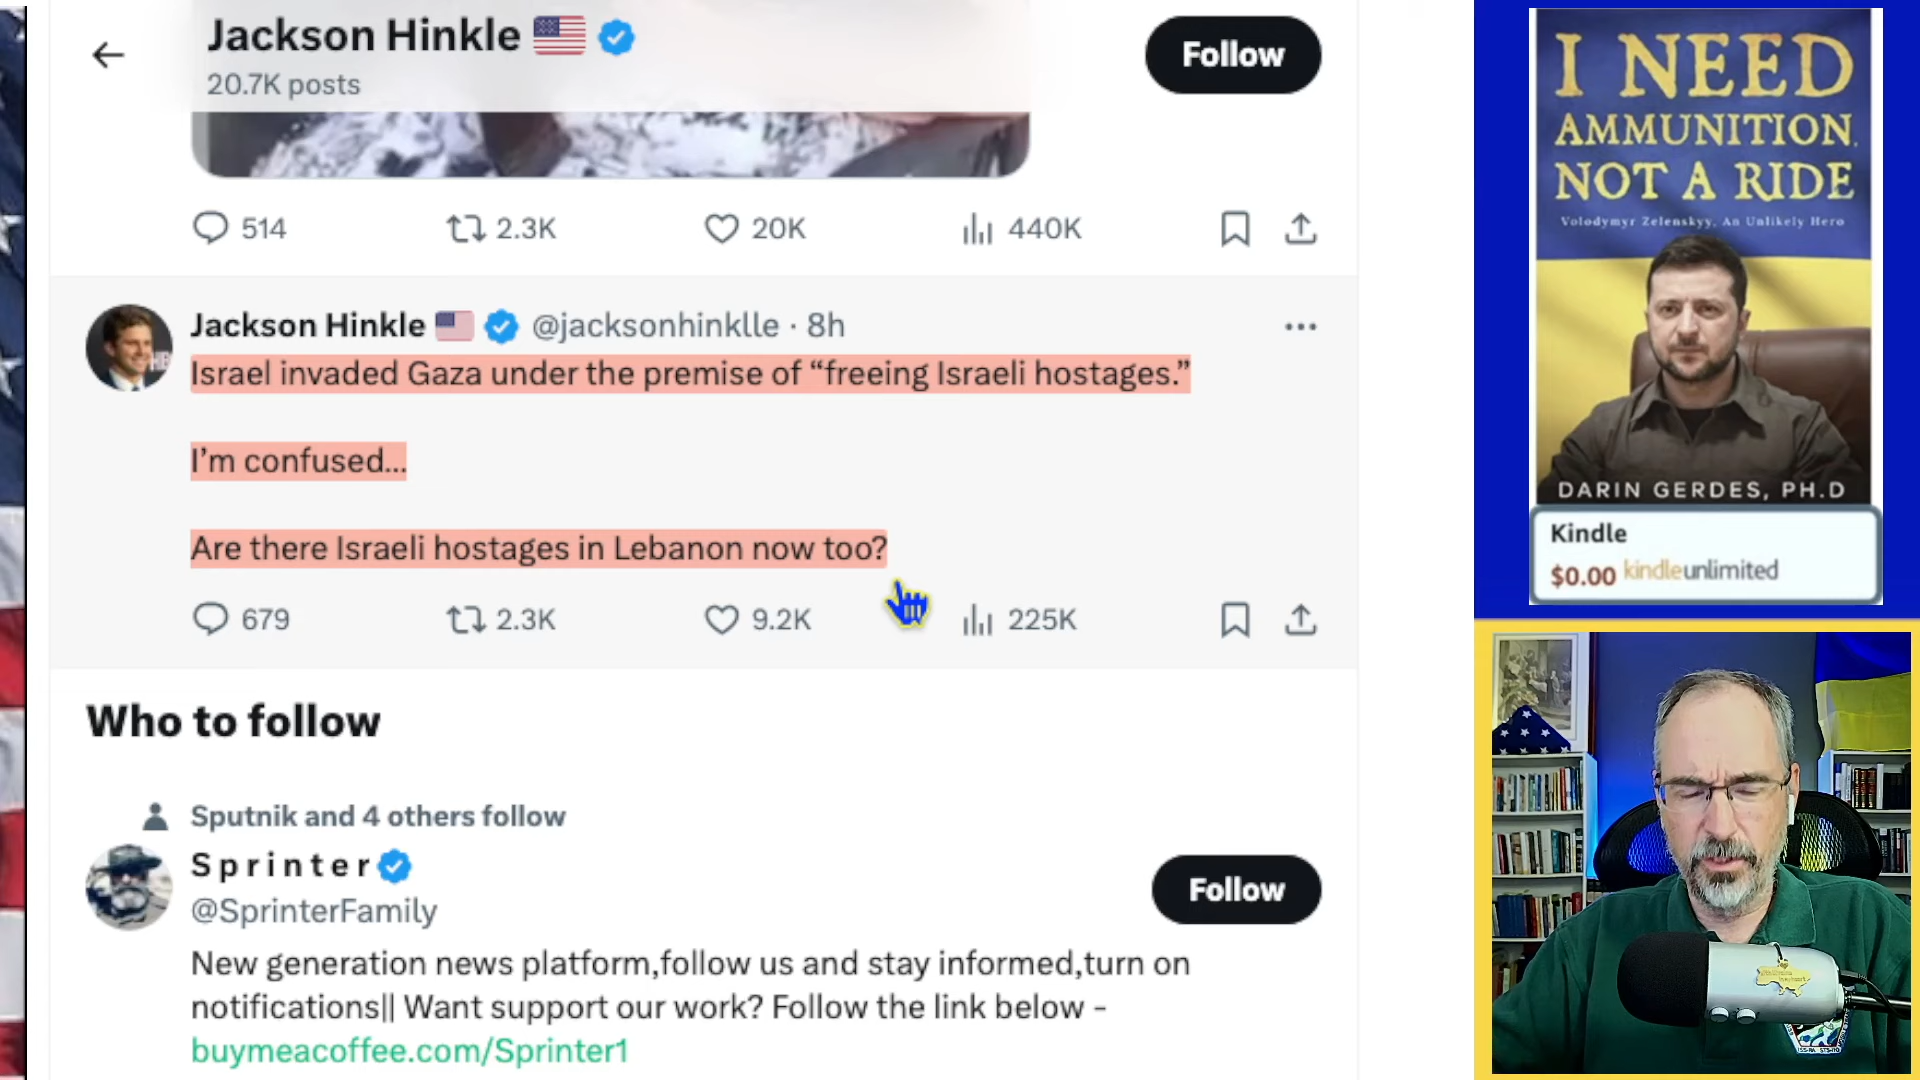 Jackson Hinkle
20.7K posts
Follow
514 2.3K 20K 440K
Jackson Hinkle @jacksonhinklle · 8h
Israel invaded Gaza under the premise of “freeing Israeli hostages.”
I’m confused...
Are there Israeli hostages in Lebanon now too?
679 2.3K 9.2K 225K
Who to follow
Sputnik and 4 others follow
Sprinter
@SprinterFamily
Follow
New generation news platform,follow us and stay informed,turn on
notifications|| Want support our work? Follow the link below -
buymeacoffee.com/Sprinter1
I NEED
AMMUNITION,
NOT A RIDE
Volodymyr Zelenskyy, An Unlikely Hero
DARIN GERDES, PH.D
Kindle
$0.00 kindleunlimited